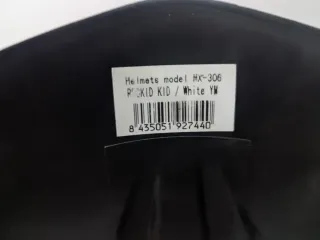 Helmets model HX-306
KID / White YM
8 435051 927440